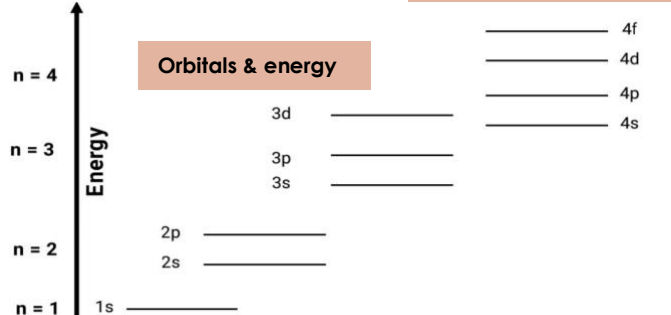 4f
Orbitals & energy
4d
n = 4
4p
3d
4s
n = 3
Energy
3p
3s
2p
n = 2
2s
n = 1
1s